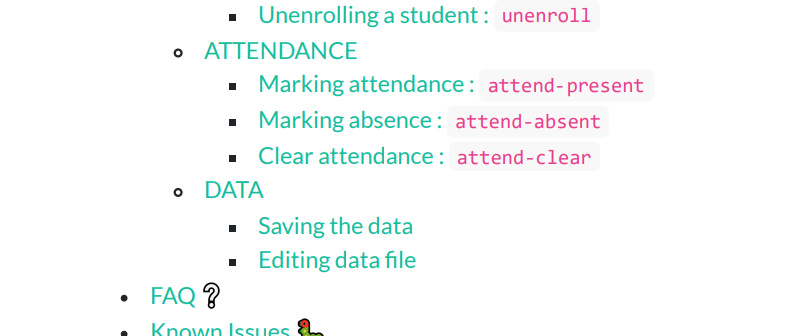 Unenrolling a student : unenroll
ATTENDANCE
Marking attendance : attend-present
Marking absence : attend-absent
Clear attendance : attend-clear
DATA
Saving the data
Editing data file
FAQ ❔
Known Issues